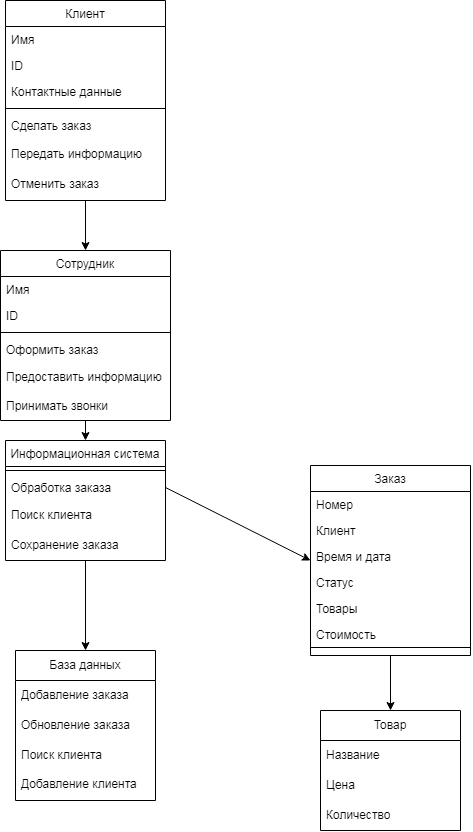 Клиент
Имя
ID
Контактные данные
Сделать заказ
Передать информацию
Отменить заказ
Сотрудник
Имя
ID
Оформить заказ
Предоставить информацию
Принимать звонки
Информационная система
Обработка заказа
Поиск клиента
Сохранение заказа
Заказ
Номер
Клиент
Время и дата
Статус
Товары
Стоимость
База данных
Добавление заказа
Обновление заказа
Поиск клиента
Добавление клиента
Товар
Название
Цена
Количество